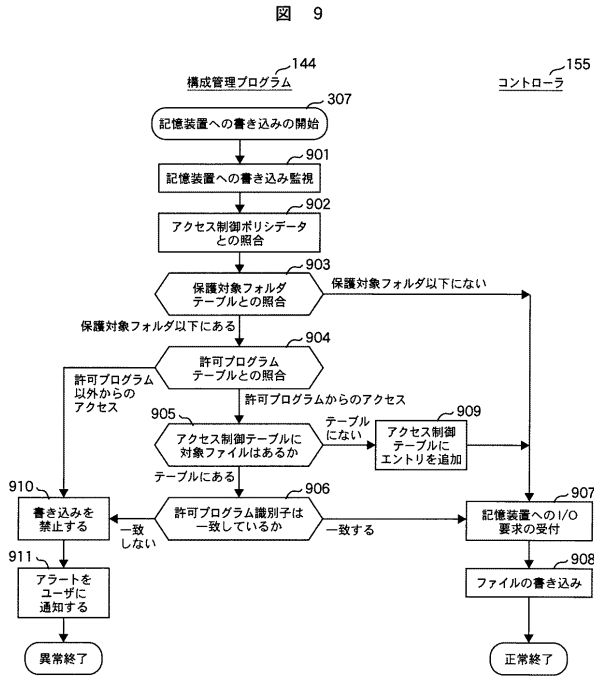 図 9
144
構成管理プログラム
155
コントローラ
307
記憶装置への書き込みの開始
901
記憶装置への書き込み監視
902
アクセス制御ポリシデータ
との照合
903
保護対象フォルダ
テーブルとの照合
保護対象フォルダ以下にない
保護対象フォルダ以下にある
904
許可プログラム
テーブルとの照合
許可プログラム
以外からの
アクセス
許可プログラムからのアクセス
905
アクセス制御テーブルに
対象ファイルはあるか
テーブル
にない
909
アクセス制御
テーブルに
エントリを追加
テーブルにある
906
許可プログラム識別子は
一致しているか
一致
しない
一致する
910
書き込みを
禁止する
907
記憶装置へのI/O
要求の受付
911
アラートを
ユーザに
通知する
908
ファイルの書き込み
異常終了
正常終了